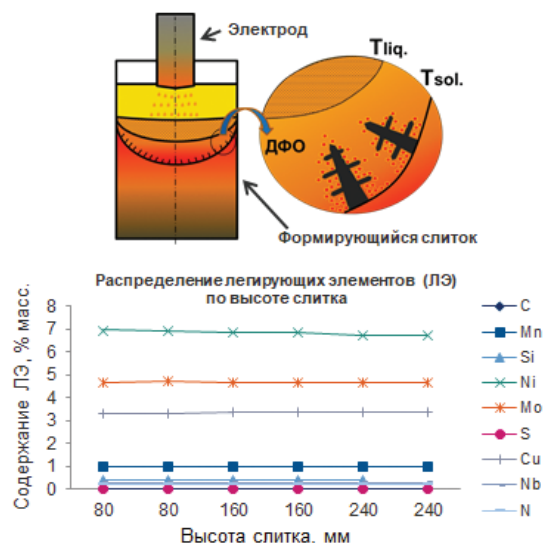 Электрод
Tliq.
Tsol.
ДФО
Формирующийся слиток
Распределение легирующих элементов (ЛЭ)
по высоте слитка
Содержание ЛЭ, % масс.
8
7
6
5
4
3
2
1
0
80 80 160 160 240 240
Высота слитка, мм
C
Mn
Si
Ni
Mo
S
Cu
Nb
N